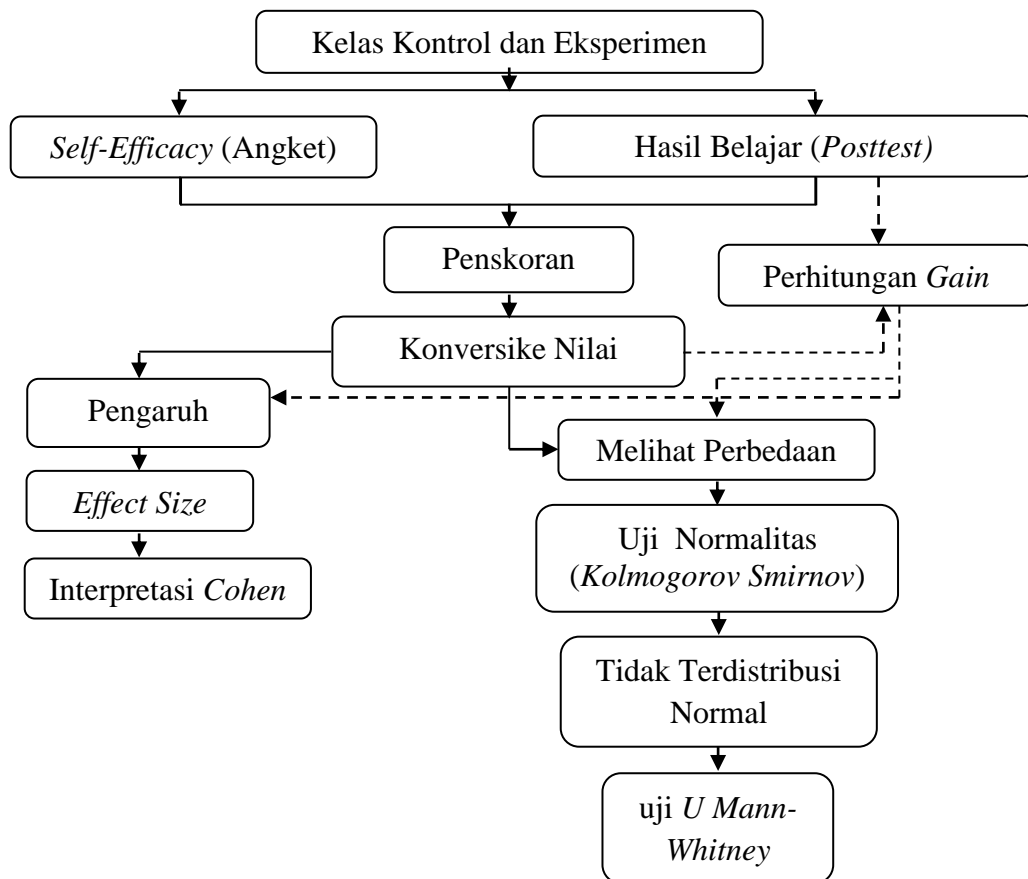 Kelas Kontrol dan Eksperimen
Self-Efficacy (Angket)
Hasil Belajar (Posttest)
Penskoran
Perhitungan Gain
Konversike Nilai
Pengaruh
Melihat Perbedaan
Effect Size
Uji Normalitas
(Kolmogorov Smirnov)
Interpretasi Cohen
Tidak Terdistribusi
Normal
uji U Mann-
Whitney